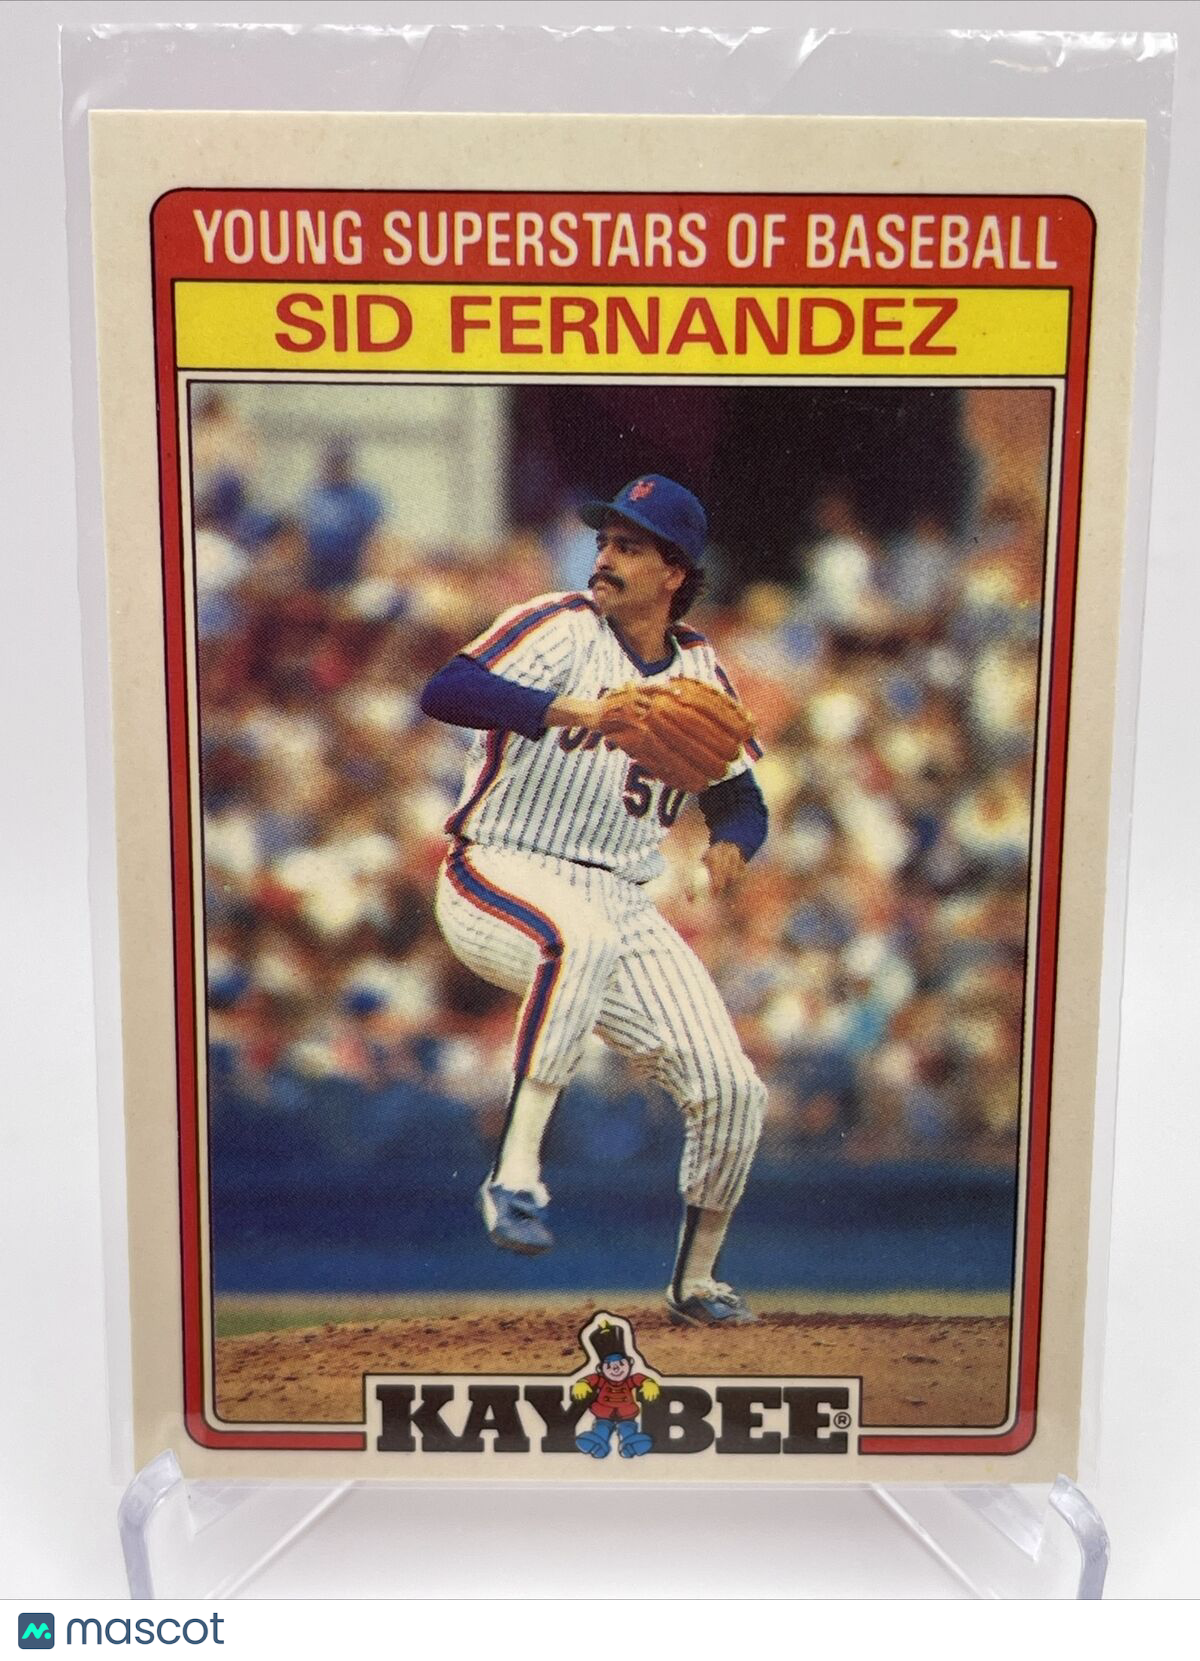 YOUNG SUPERSTARS OF BASEBALL
SID FERNANDEZ
50
KAY BEE®
mascot